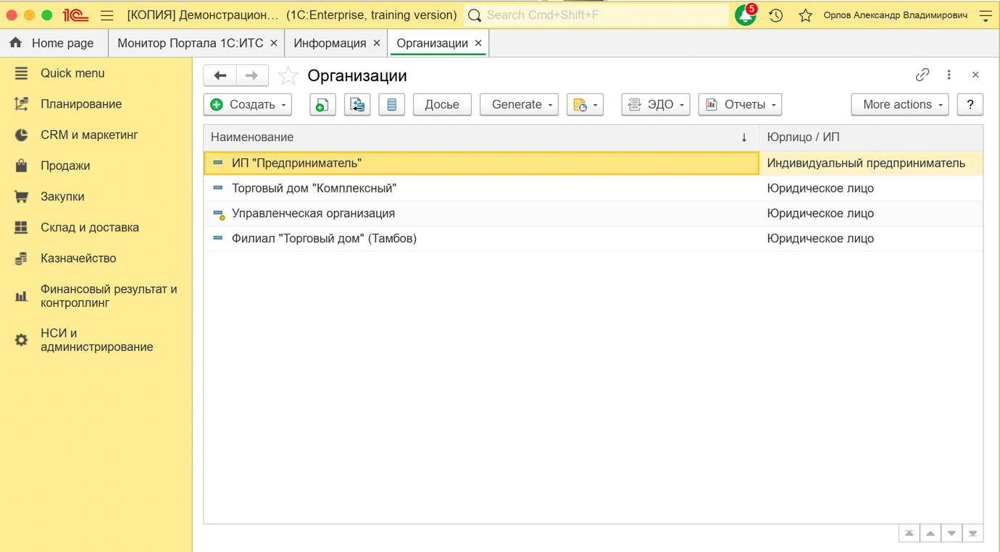 1С [КОПИЯ] Демонстрацион... (1C:Enterprise, training version) Search Cmd+Shift+F 5 Орлов Александр Владимирович
Home page Монитор Портала 1С:ИТС Информация Организации
Quick menu
Планирование
CRM и маркетинг
Продажи
Закупки
Склад и доставка
Казначейство
Финансовый результат и
контроллинг
НСИ и
администрирование
Организации
Создать Досье Generate ЭДО Отчеты More actions ?
Наименование ↓ Юрлицо / ИП
ИП "Предприниматель" Индивидуальный предприниматель
Торговый дом "Комплексный" Юридическое лицо
Управленческая организация Юридическое лицо
Филиал "Торговый дом" (Тамбов) Юридическое лицо